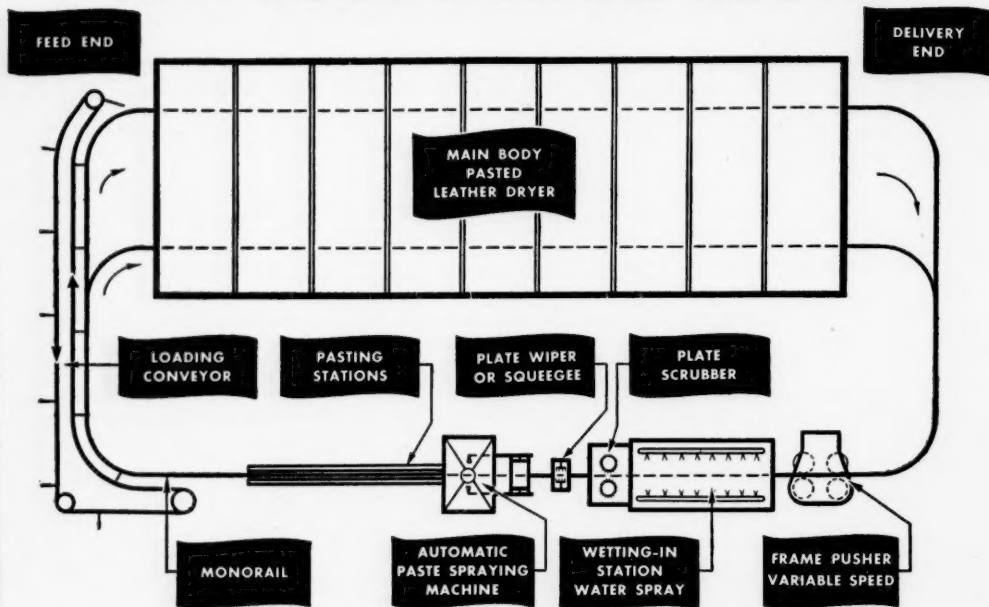 FEED END
DELIVERY
END
MAIN BODY
PASTED
LEATHER DRYER
LOADING
CONVEYOR
PASTING
STATIONS
PLATE WIPER
OR SQUEEGEE
PLATE
SCRUBBER
MONORAIL
AUTOMATIC
PASTE SPRAYING
MACHINE
WETTING-IN
STATION
WATER SPRAY
FRAME PUSHER
VARIABLE SPEED